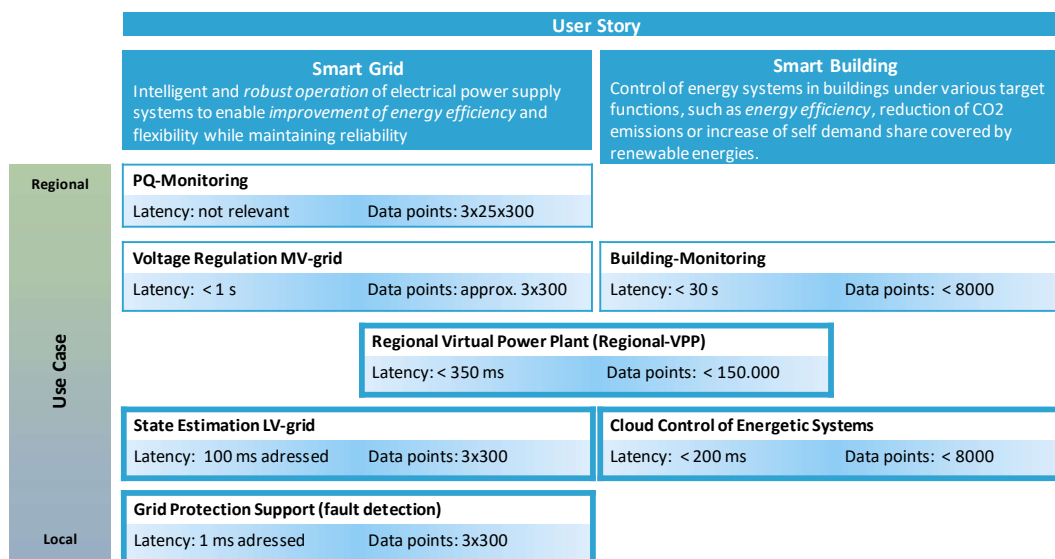 User Story
Smart Grid
Intelligent and robust operation of electrical power supply
systems to enable improvement of energy efficiency and
flexibility while maintaining reliability
Smart Building
Control of energy systems in buildings under various target
functions, such as energy efficiency, reduction of CO2
emissions or increase of self demand share covered by
renewable energies.
Regional
Use Case
Local
PQ-Monitoring
Latency: not relevant Data points: 3x25x300
Voltage Regulation MV-grid
Latency: < 1 s Data points: approx. 3x300
Building-Monitoring
Latency: < 30 s Data points: < 8000
Regional Virtual Power Plant (Regional-VPP)
Latency: < 350 ms Data points: < 150.000
State Estimation LV-grid
Latency: 100 ms adressed Data points: 3x300
Cloud Control of Energetic Systems
Latency: < 200 ms Data points: < 8000
Grid Protection Support (fault detection)
Latency: 1 ms adressed Data points: 3x300